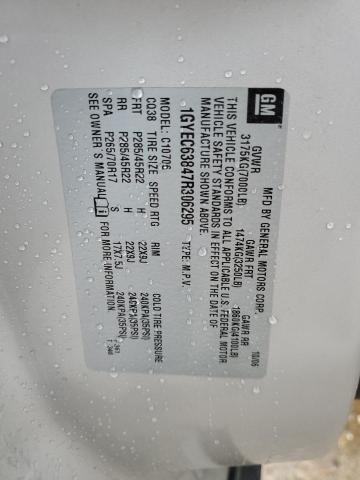 GM
MFD BY GENERAL MOTORS CORP. 10/06
GVWR GAWR FRT GAWR RR
3175KG(7000LB) 1474KG(3250LB) 1860KG(4100LB)
THIS VEHICLE CONFORMS TO ALL APPLICABLE U.S. FEDERAL MOTOR
VEHICLE SAFETY STANDARDS IN EFFECT ON THE DATE OF
MANUFACTURE SHOWN ABOVE.
1GYEC63847R306295 TYPE: M.P.V.
MODEL: C10706
CO38 TIRE SIZE SPEED RTG RIM COLD TIRE PRESSURE
FRT P285/45R22 H 22X9J 240KPA(35PSI)
RR P285/45R22 H 22X9J 240KPA(35PSI)
SPA P265/70R17 S 17X7.5J 240KPA(35PSI)
SEE OWNER'S MANUAL FOR MORE INFORMATION.